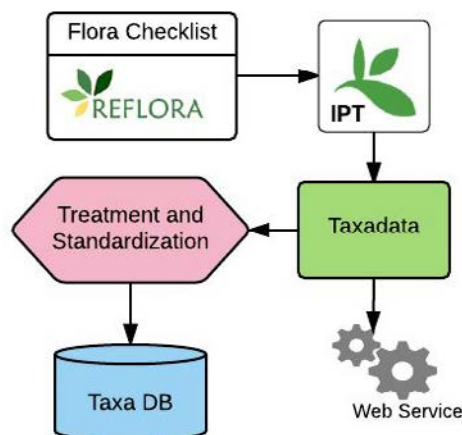 Flora Checklist
REFLORA
IPT
Treatment and
Standardization
Taxadata
Taxa DB
Web Service